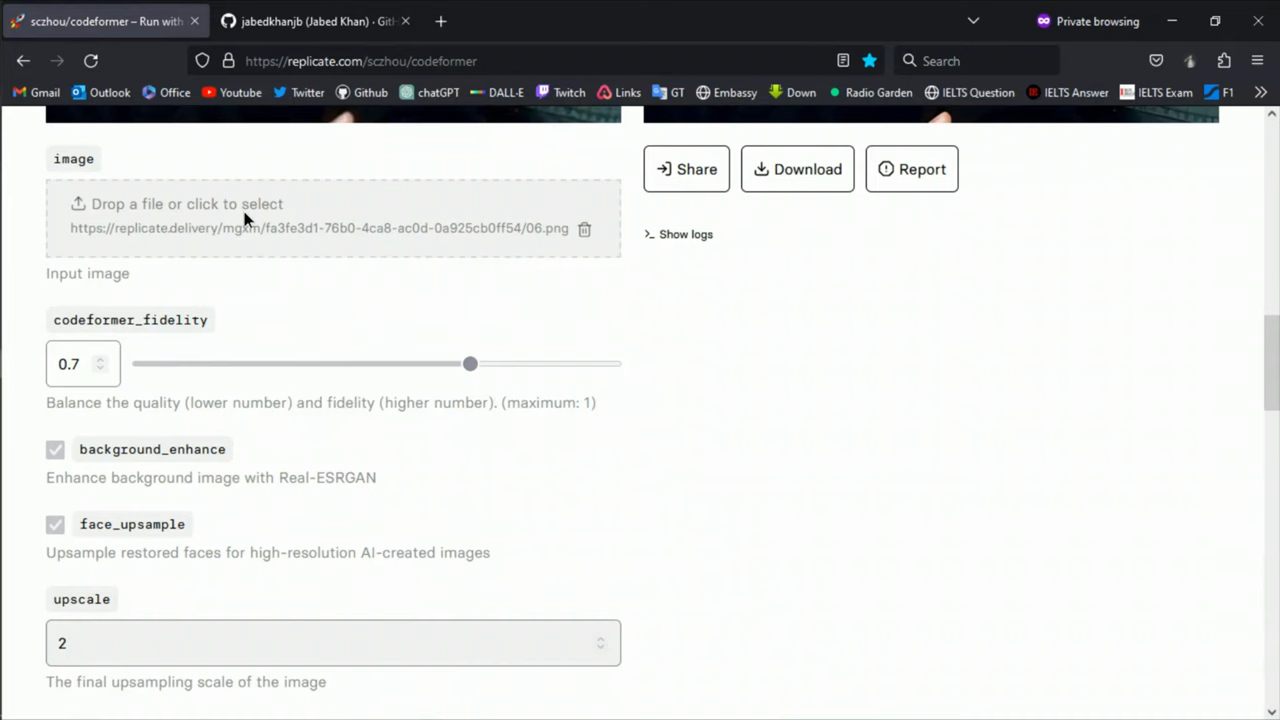 sczhou/codeformer – Run with
jabedkhanjb (Jabed Khan) · Git
Private browsing
https://replicate.com/sczhou/codeformer
Search
Gmail Outlook Office Youtube Twitter Github chatGPT DALL-E Twitch Links GT Embassy Down Radio Garden IELTS Question IELTS Answer IELTS Exam F1
image
Drop a file or click to select
https://replicate.delivery/mgxm/fa3fe3d1-76b0-4ca8-ac0d-0a925cb0ff54/06.png
Input image
Share Download Report
>_ Show logs
codeformer_fidelity
0.7
Balance the quality (lower number) and fidelity (higher number). (maximum: 1)
background_enhance
Enhance background image with Real-ESRGAN
face_upsample
Upsample restored faces for high-resolution AI-created images
upscale
2
The final upsampling scale of the image